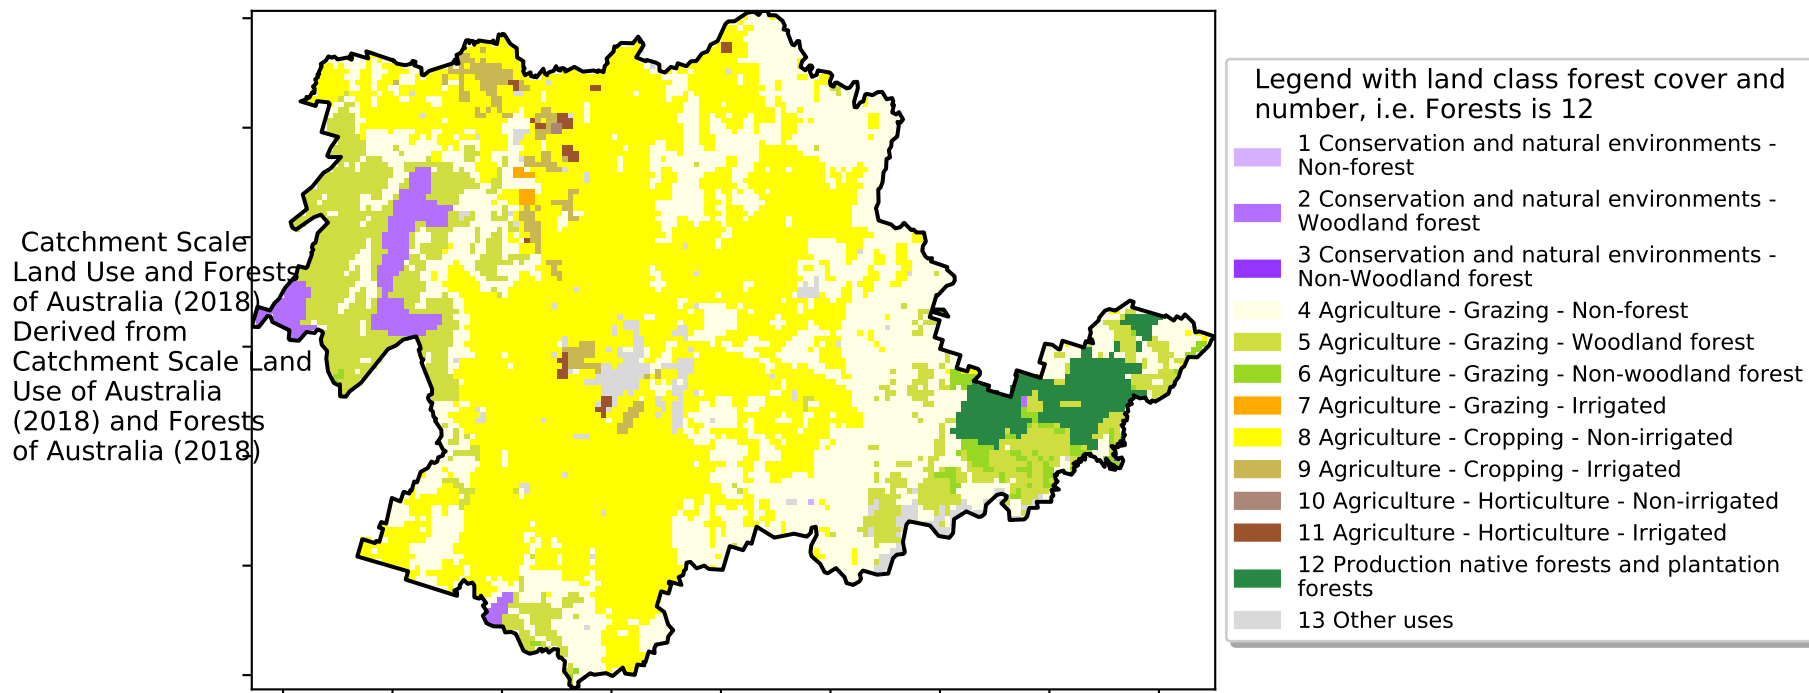 Catchment Scale
Land Use and Forests
of Australia (2018)
Derived from
Catchment Scale Land
Use of Australia
(2018) and Forests
of Australia (2018)
Legend with land class forest cover and
number, i.e. Forests is 12
1 Conservation and natural environments -
Non-forest
2 Conservation and natural environments -
Woodland forest
3 Conservation and natural environments -
Non-Woodland forest
4 Agriculture - Grazing - Non-forest
5 Agriculture - Grazing - Woodland forest
6 Agriculture - Grazing - Non-woodland forest
7 Agriculture - Grazing - Irrigated
8 Agriculture - Cropping - Non-irrigated
9 Agriculture - Cropping - Irrigated
10 Agriculture - Horticulture - Non-irrigated
11 Agriculture - Horticulture - Irrigated
12 Production native forests and plantation
forests
13 Other uses